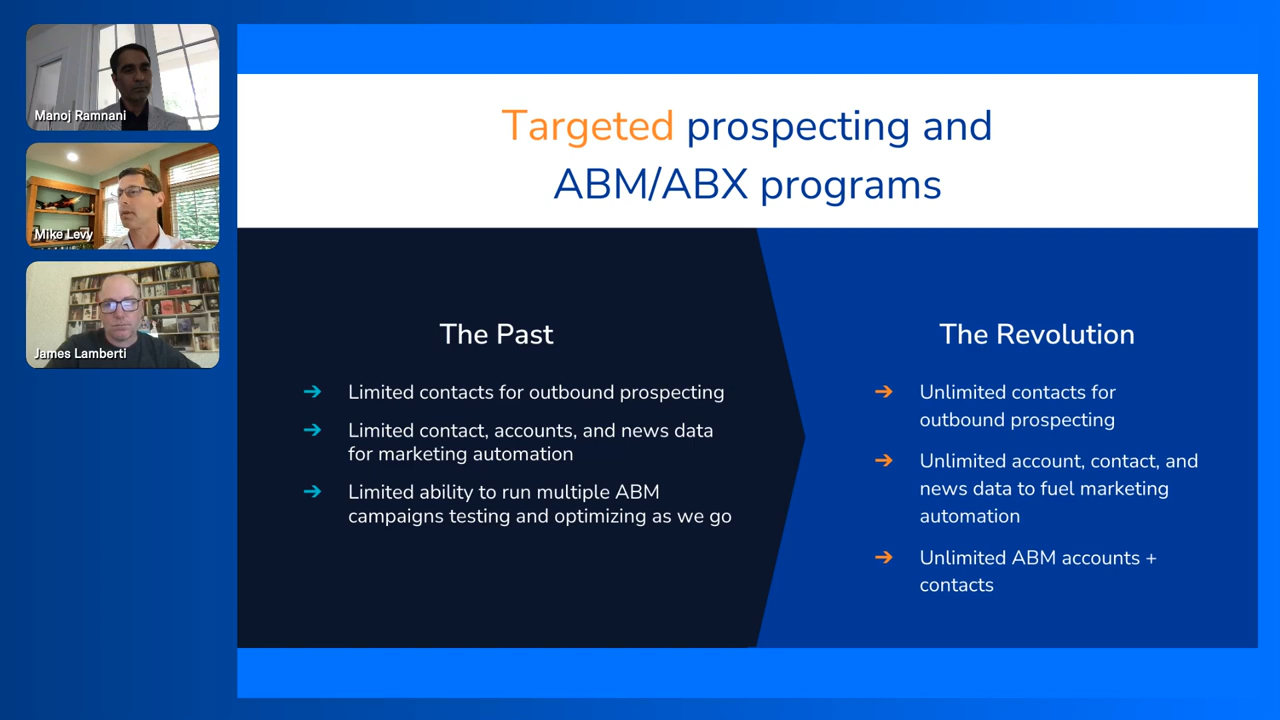 Manoj Ramnani
Mike Levy
James Lamberti
Targeted prospecting and
ABM/ABX programs
The Past
➔ Limited contacts for outbound prospecting
➔ Limited contact, accounts, and news data
for marketing automation
➔ Limited ability to run multiple ABM
campaigns testing and optimizing as we go
The Revolution
➔ Unlimited contacts for
outbound prospecting
➔ Unlimited account, contact, and
news data to fuel marketing
automation
➔ Unlimited ABM accounts +
contacts